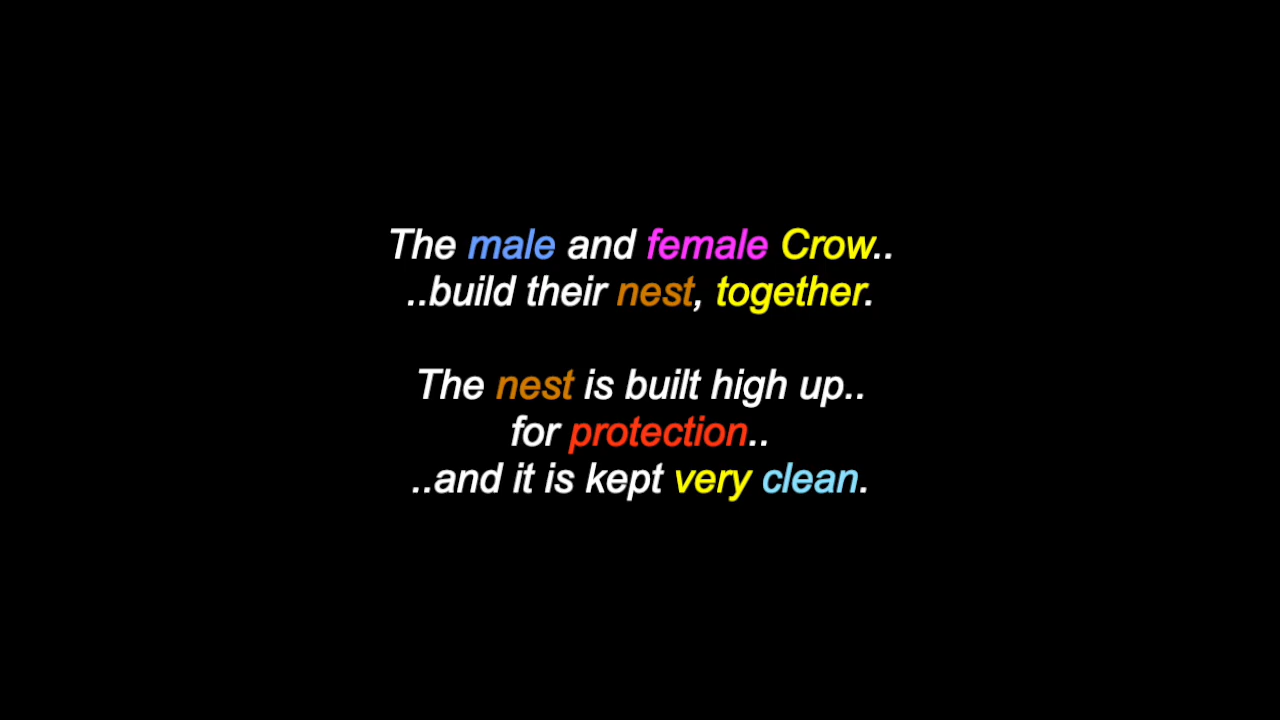 The male and female Crow..
..build their nest, together.
The nest is built high up..
for protection..
..and it is kept very clean.